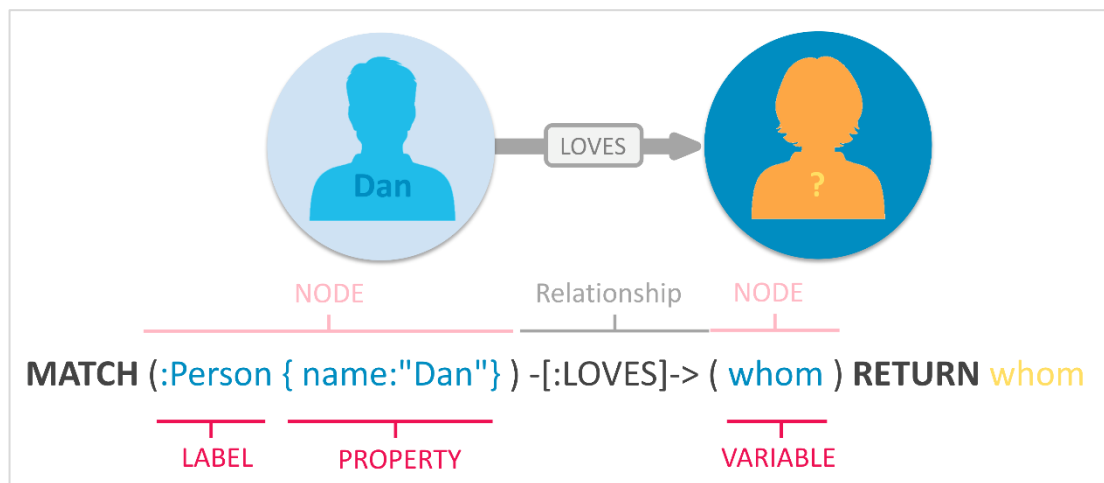 LOVES
Dan
?
NODE Relationship NODE
MATCH (:Person { name:"Dan"} ) -[:LOVES]-> ( whom ) RETURN whom
LABEL PROPERTY VARIABLE